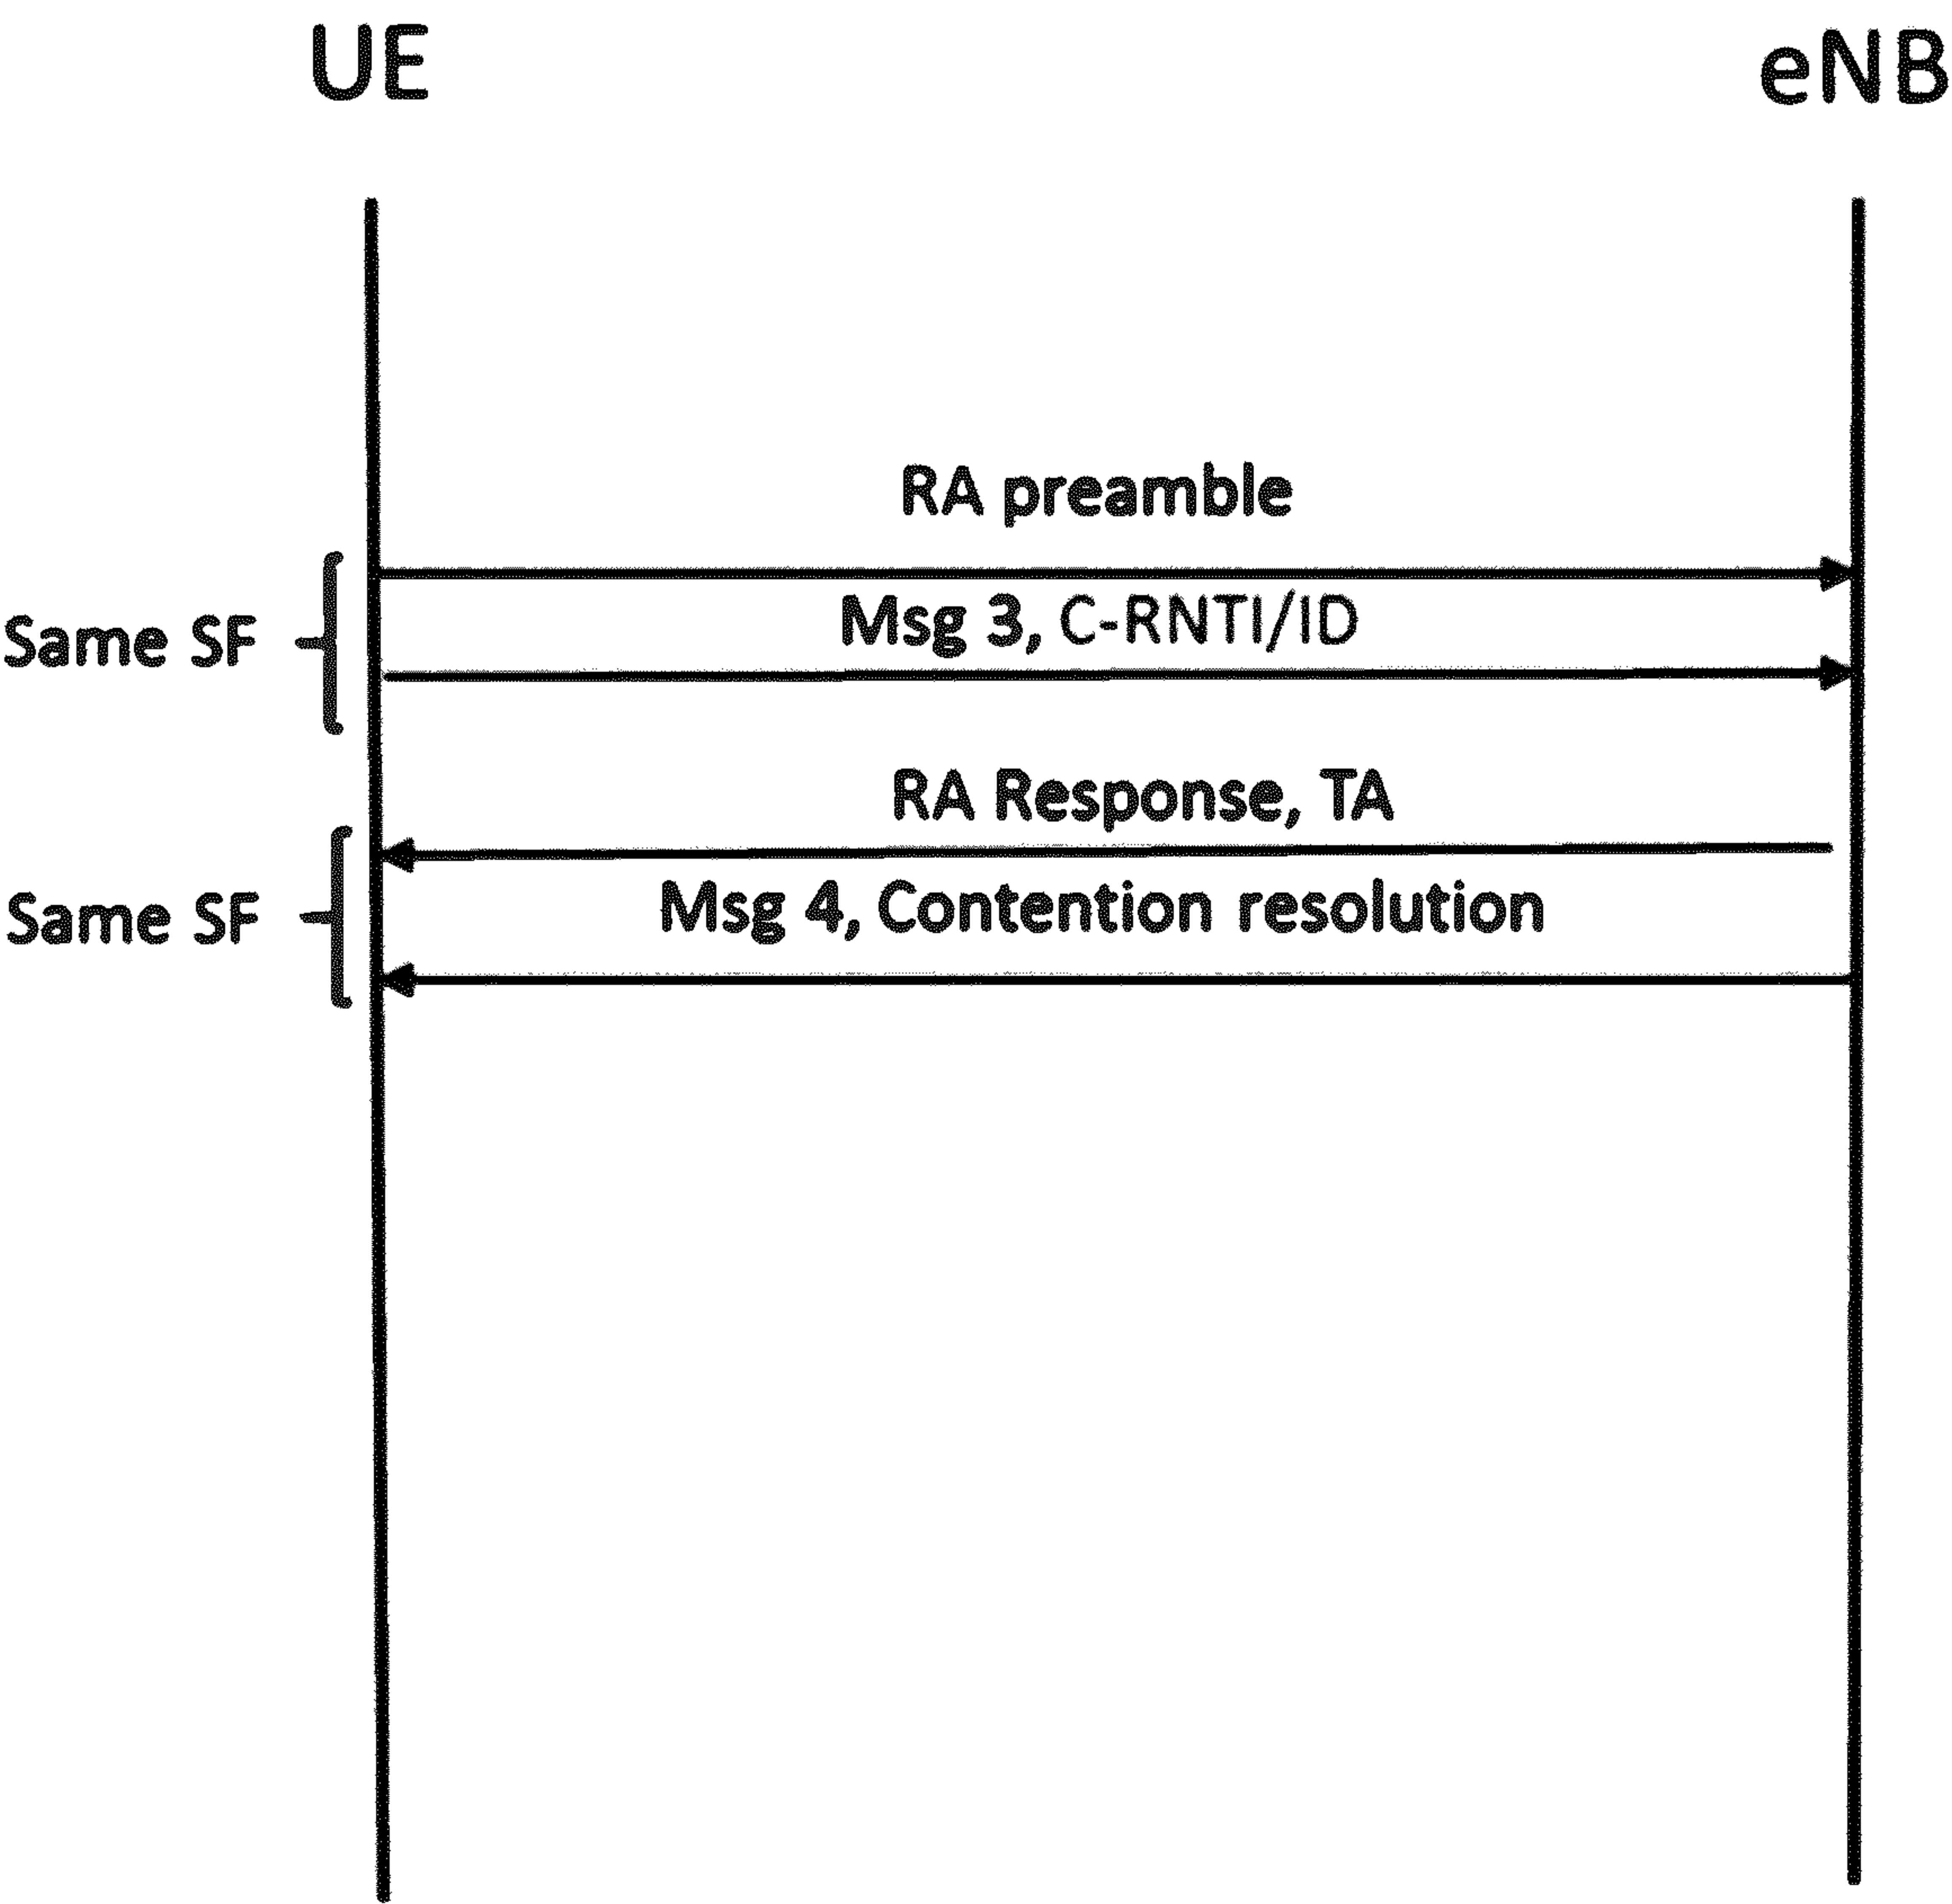 UE eNB
RA preamble
Same SF
Msg 3, C-RNTI/ID
RA Response, TA
Same SF
Msg 4, Contention resolution